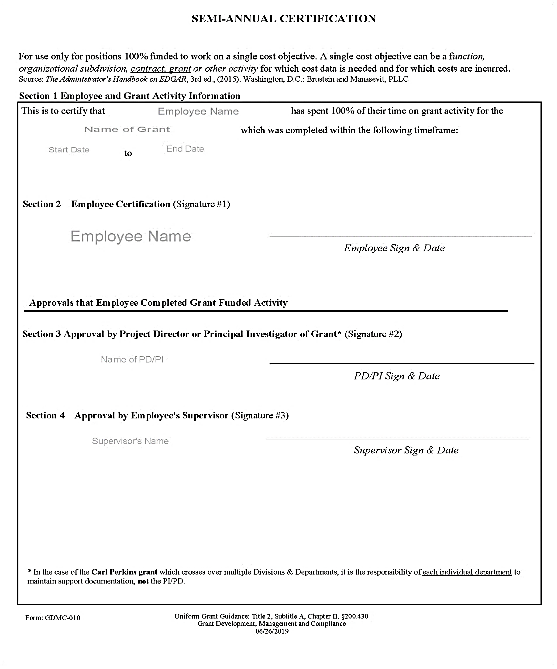 SEMI-ANNUAL CERTIFICATION
For use only for positions 100% funded to work on a single cost objective. A single cost objective can be a function,
organizational subdivision, contract, grant or other activity for which cost data is needed and for which costs are incurred.
Source: The Administrator's Handbook on EDGAR, 3rd ed., (2015). Washington, D.C.: Brustein and Manasevit, PLLC
Section 1 Employee and Grant Activity Information
This is to certify that Employee Name has spent 100% of their time on grant activity for the
Name of Grant which was completed within the following timeframe:
Start Date to End Date
Section 2 Employee Certification (Signature #1)
Employee Name
Employee Sign & Date
Approvals that Employee Completed Grant Funded Activity
Section 3 Approval by Project Director or Principal Investigator of Grant* (Signature #2)
Name of PD/PI
PD/PI Sign & Date
Section 4 Approval by Employee's Supervisor (Signature #3)
Supervisor's Name
Supervisor Sign & Date
* In the case of the Carl Perkins grant which crosses over multiple Divisions & Departments, it is the responsibility of each individual department to
maintain support documentation, not the PI/PD.
Form: GDMC-010
Uniform Grant Guidance: Title 2, Subtitle A, Chapter II, §200.430
Grant Development, Management and Compliance
06/26/2019